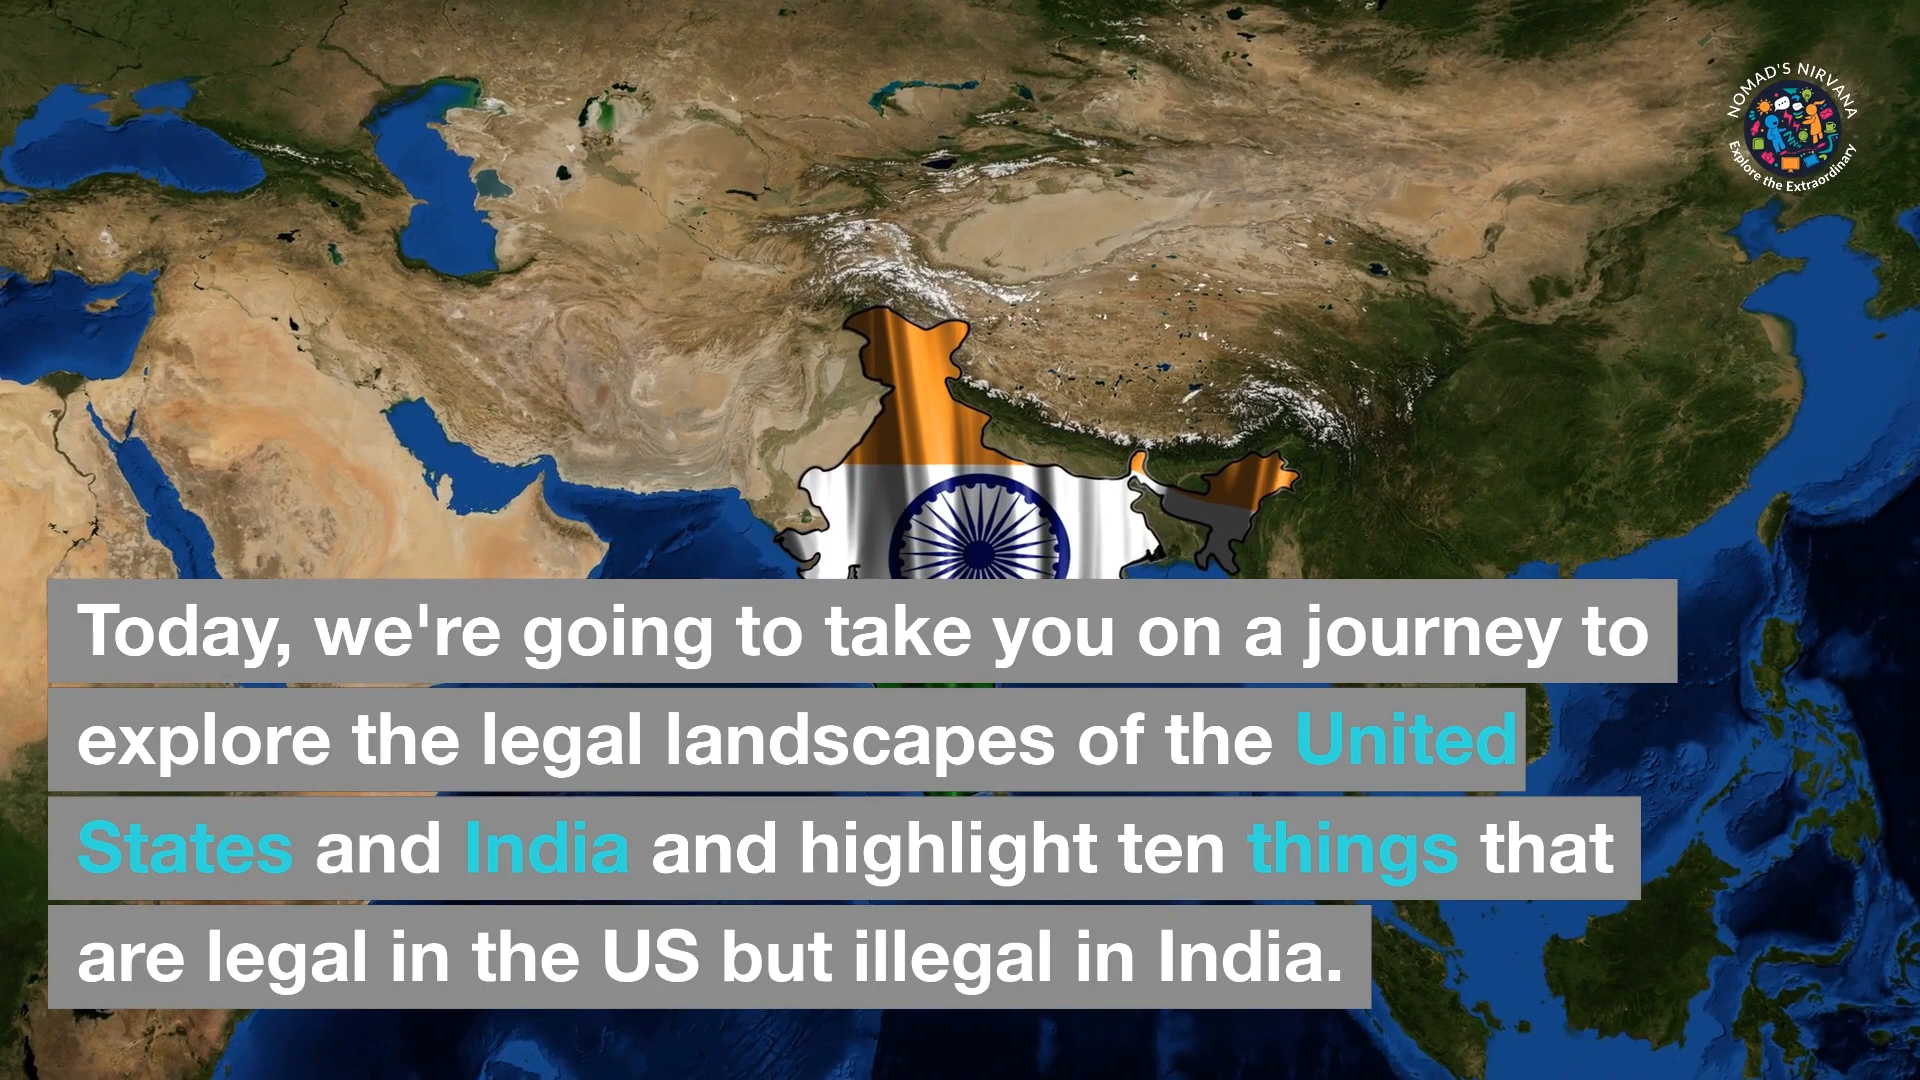 NOMAD'S NIRVANA
Explore the Extraordinary
Today, we're going to take you on a journey to
explore the legal landscapes of the United
States and India and highlight ten things that
are legal in the US but illegal in India.